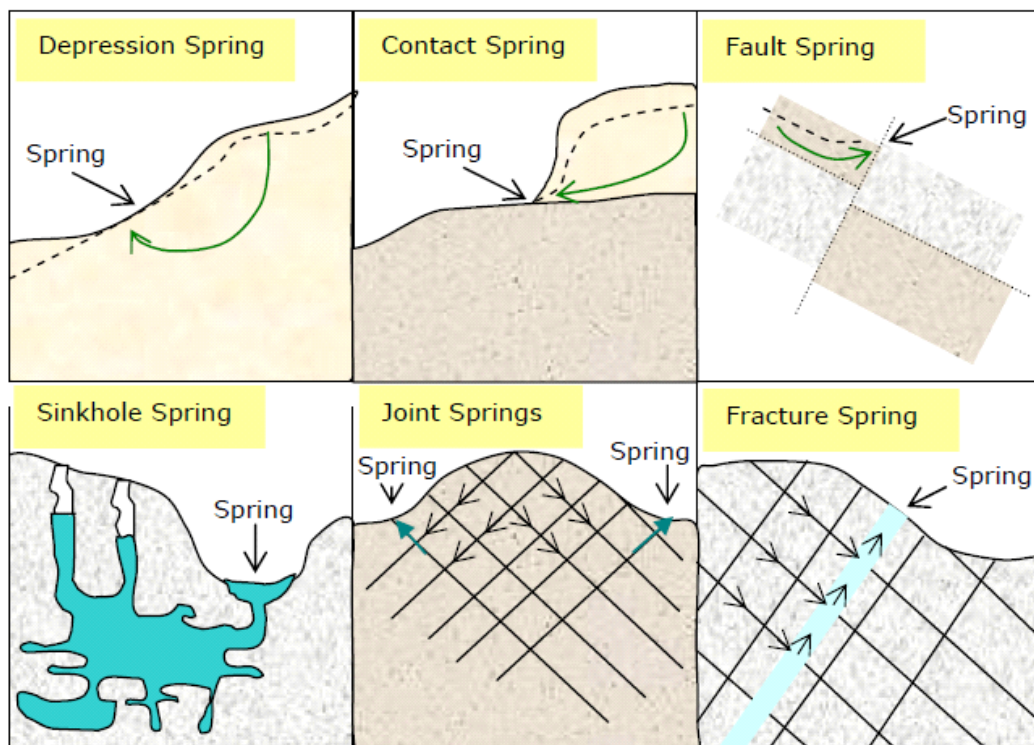 Depression Spring
Contact Spring
Fault Spring
Spring
Spring
Spring
Sinkhole Spring
Joint Springs
Fracture Spring
Spring
Spring
Spring
Spring